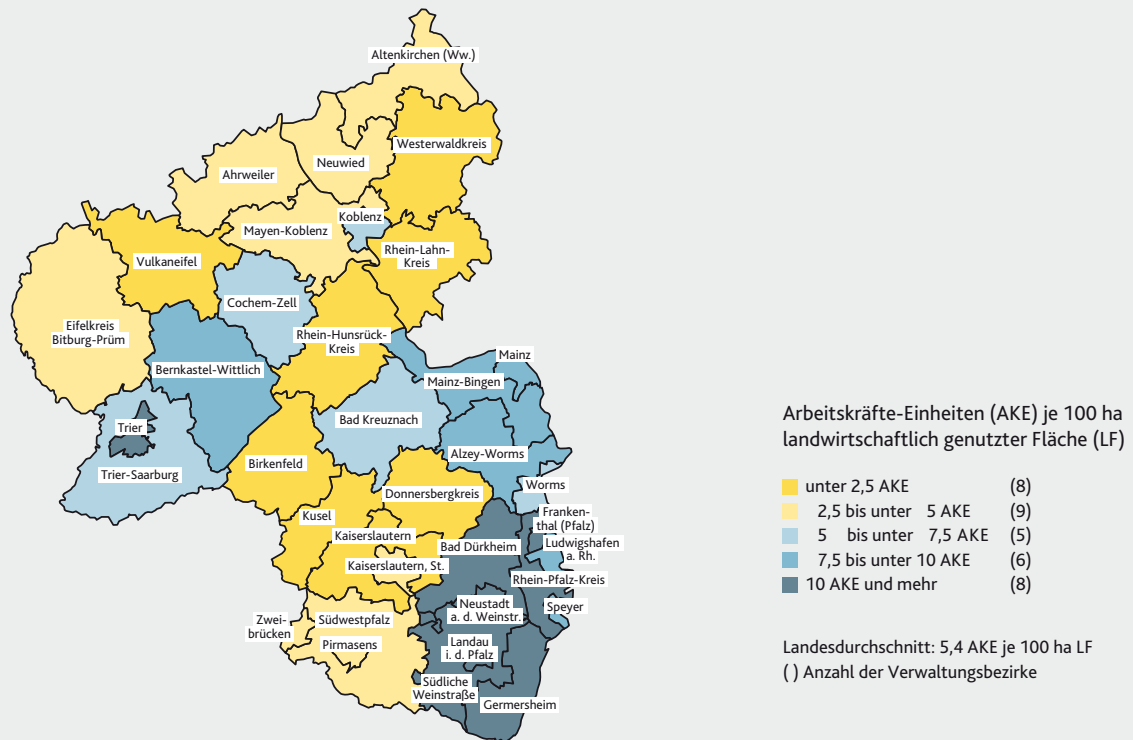 Altenkirchen (Ww.)
Westerwaldkreis
Neuwied
Ahrweiler
Koblenz
Mayen-Koblenz
Rhein-Lahn-
Kreis
Vulkaneifel
Cochem-Zell
Eifelkreis
Bitburg-Prüm
Rhein-Hunsrück-
Kreis
Mainz
Bernkastel-Wittlich
Mainz-Bingen
Bad Kreuznach
Trier
Alzey-Worms
Birkenfeld
Trier-Saarburg
Worms
Donnersbergkreis
Kusel
Franken-
thal (Pfalz)
Kaiserslautern
Ludwigshafen
a. Rh.
Bad Dürkheim
Kaiserslautern, St.
Rhein-Pfalz-Kreis
Neustadt
a. d. Weinstr.
Speyer
Zwei-
brücken
Südwestpfalz
Landau
i. d. Pfalz
Pirmasens
Südliche
Weinstraße
Germersheim
Arbeitskräfte-Einheiten (AKE) je 100 ha
landwirtschaftlich genutzter Fläche (LF)
unter 2,5 AKE (8)
2,5 bis unter 5 AKE (9)
5 bis unter 7,5 AKE (5)
7,5 bis unter 10 AKE (6)
10 AKE und mehr (8)
Landesdurchschnitt: 5,4 AKE je 100 ha LF
( ) Anzahl der Verwaltungsbezirke